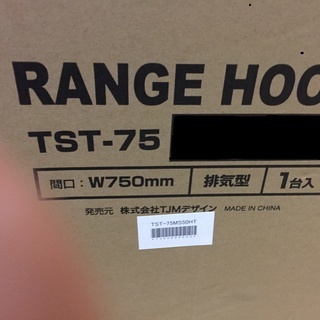 RANGE HOO
TST-75
間口：W750mm 排気型 1台入
発売元 株式会社TJMデザイン MADE IN CHINA
TST-75MS50HT